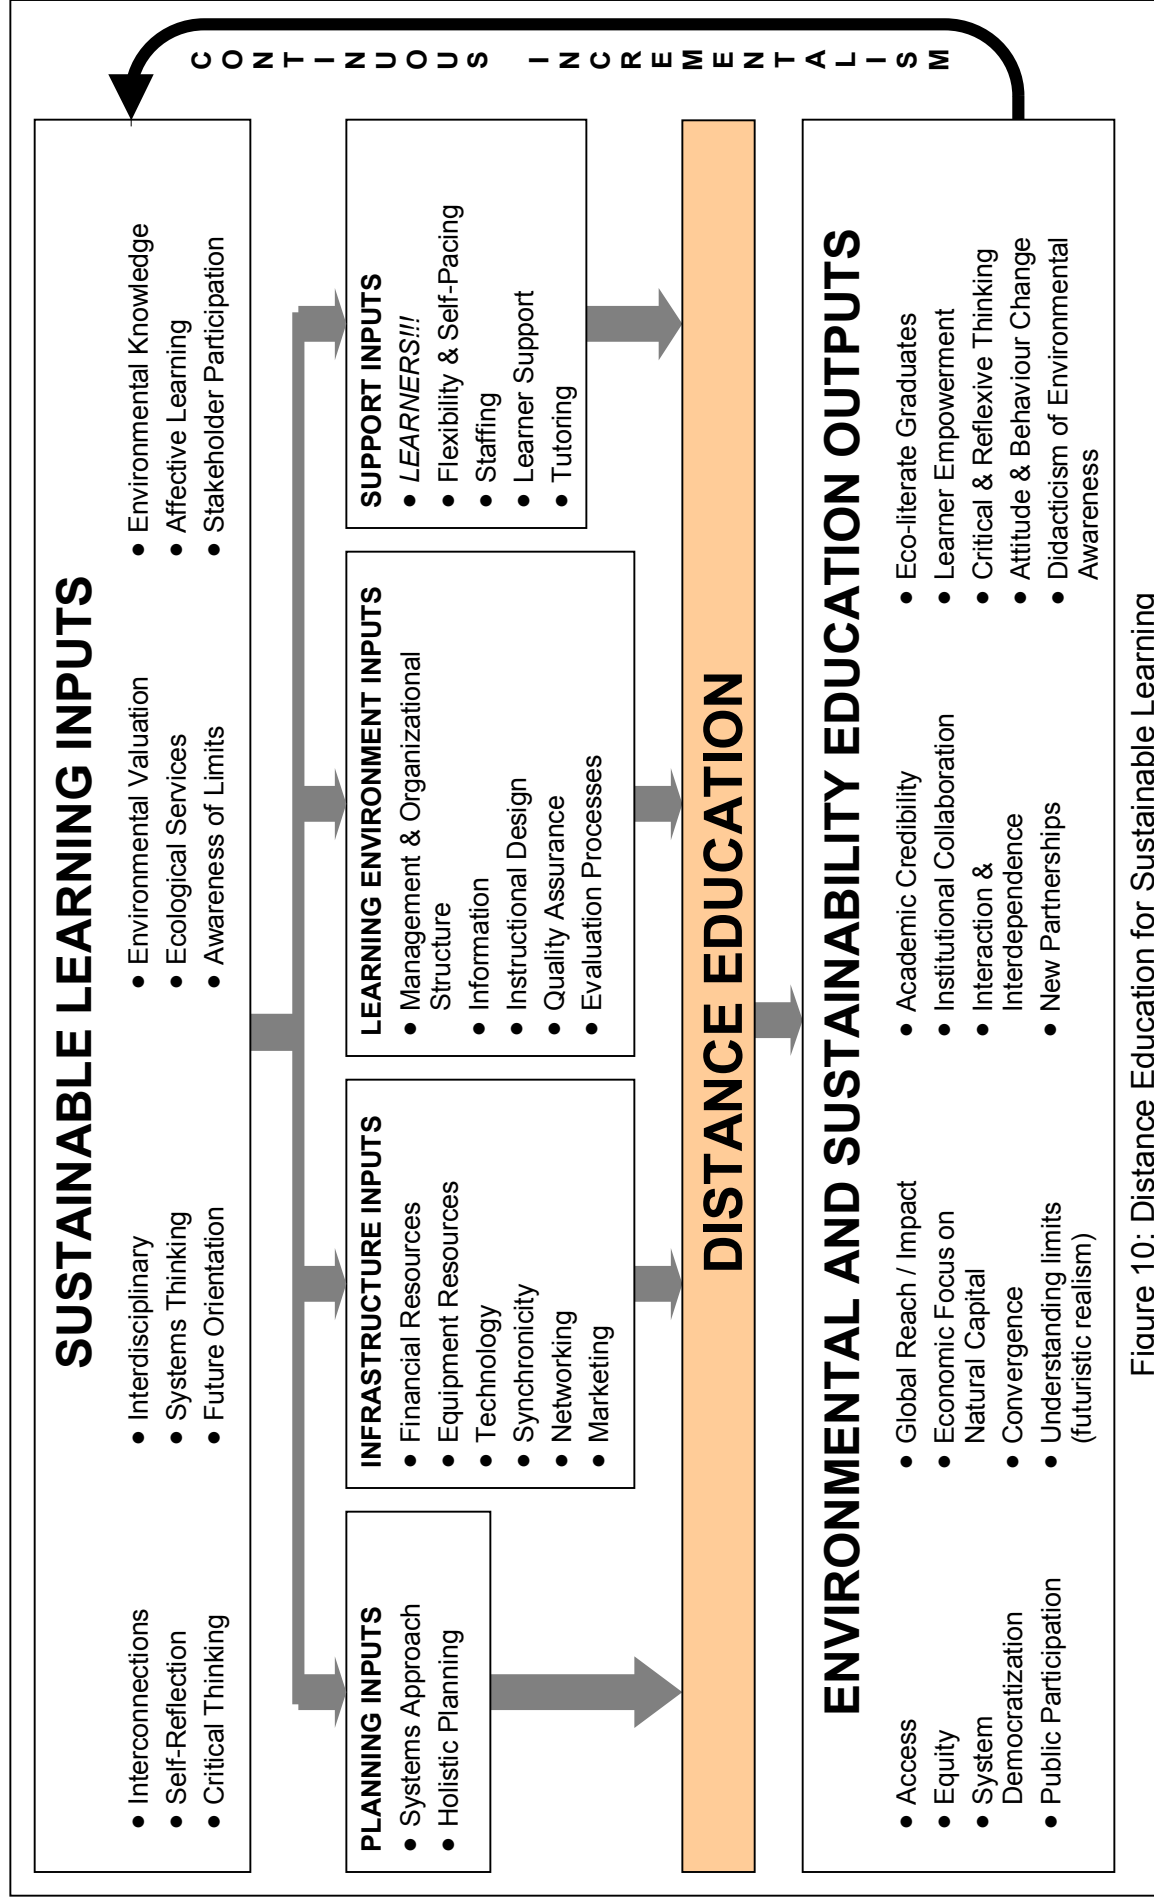 SUSTAINABLE LEARNING INPUTS
● Interconnections
● Self-Reflection
● Critical Thinking
● Interdisciplinary
● Systems Thinking
● Future Orientation
● Environmental Valuation
● Ecological Services
● Awareness of Limits
● Environmental Knowledge
● Affective Learning
● Stakeholder Participation
PLANNING INPUTS
● Systems Approach
● Holistic Planning
INFRASTRUCTURE INPUTS
● Financial Resources
● Equipment Resources
● Technology
● Synchronicity
● Networking
● Marketing
LEARNING ENVIRONMENT INPUTS
● Management & Organizational
Structure
● Information
● Instructional Design
● Quality Assurance
● Evaluation Processes
SUPPORT INPUTS
● LEARNERS!!!
● Flexibility & Self-Pacing
● Staffing
● Learner Support
● Tutoring
DISTANCE EDUCATION
ENVIRONMENTAL AND SUSTAINABILITY EDUCATION OUTPUTS
● Access
● Equity
● System
Democratization
● Public Participation
● Global Reach / Impact
● Economic Focus on
Natural Capital
● Convergence
● Understanding limits
(futuristic realism)
● Academic Credibility
● Institutional Collaboration
● Interaction &
Interdependence
● New Partnerships
● Eco-literate Graduates
● Learner Empowerment
● Critical & Reflexive Thinking
● Attitude & Behaviour Change
● Didacticism of Environmental
Awareness
CONTINUOUS INCREMENTALISM
Figure 10: Distance Education for Sustainable Learning